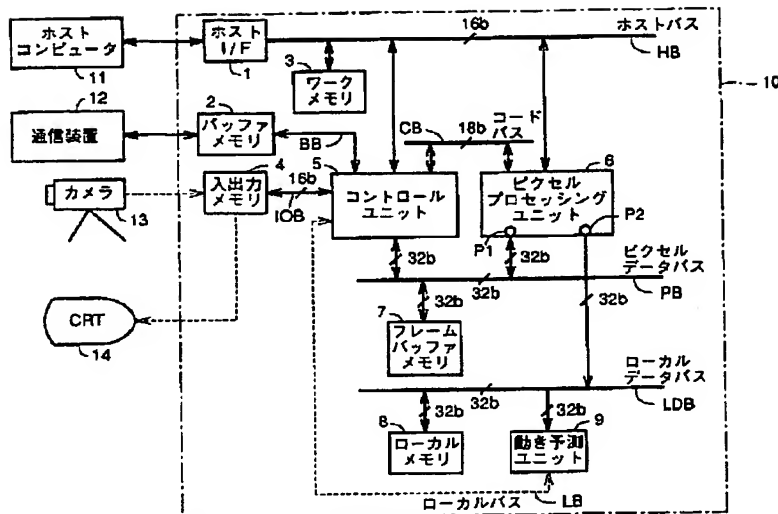 ホスト
コンピュータ
11
ホスト
I/F
1
16b
ホストバス
HB
10
3
ワーク
メモリ
12
通信装置
2
バッファ
メモリ
BB
CB
18b
コード
バス
カメラ
13
4
入出力
メモリ
16b
IOB
5
コントロール
ユニット
6
ピクセル
プロセッシング
ユニット
P1
P2
32b
32b
32b
ピクセル
データバス
PB
CRT
14
32b
7
フレーム
バッファ
メモリ
32b
ローカル
データバス
LDB
32b
32b
32b
8
ローカル
メモリ
9
動き予測
ユニット
ローカルバス
LB